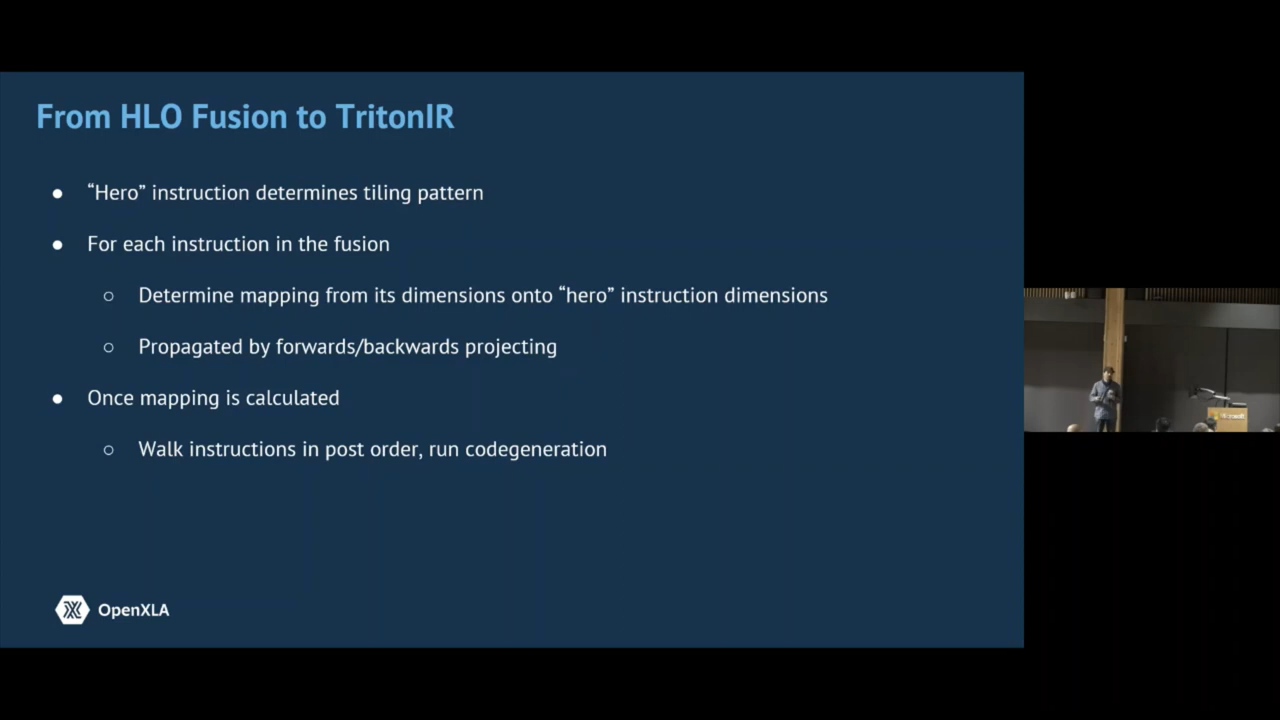 From HLO Fusion to TritonIR
● “Hero” instruction determines tiling pattern
● For each instruction in the fusion
○ Determine mapping from its dimensions onto “hero” instruction dimensions
○ Propagated by forwards/backwards projecting
● Once mapping is calculated
○ Walk instructions in post order, run codegeneration
OpenXLA
Microsoft